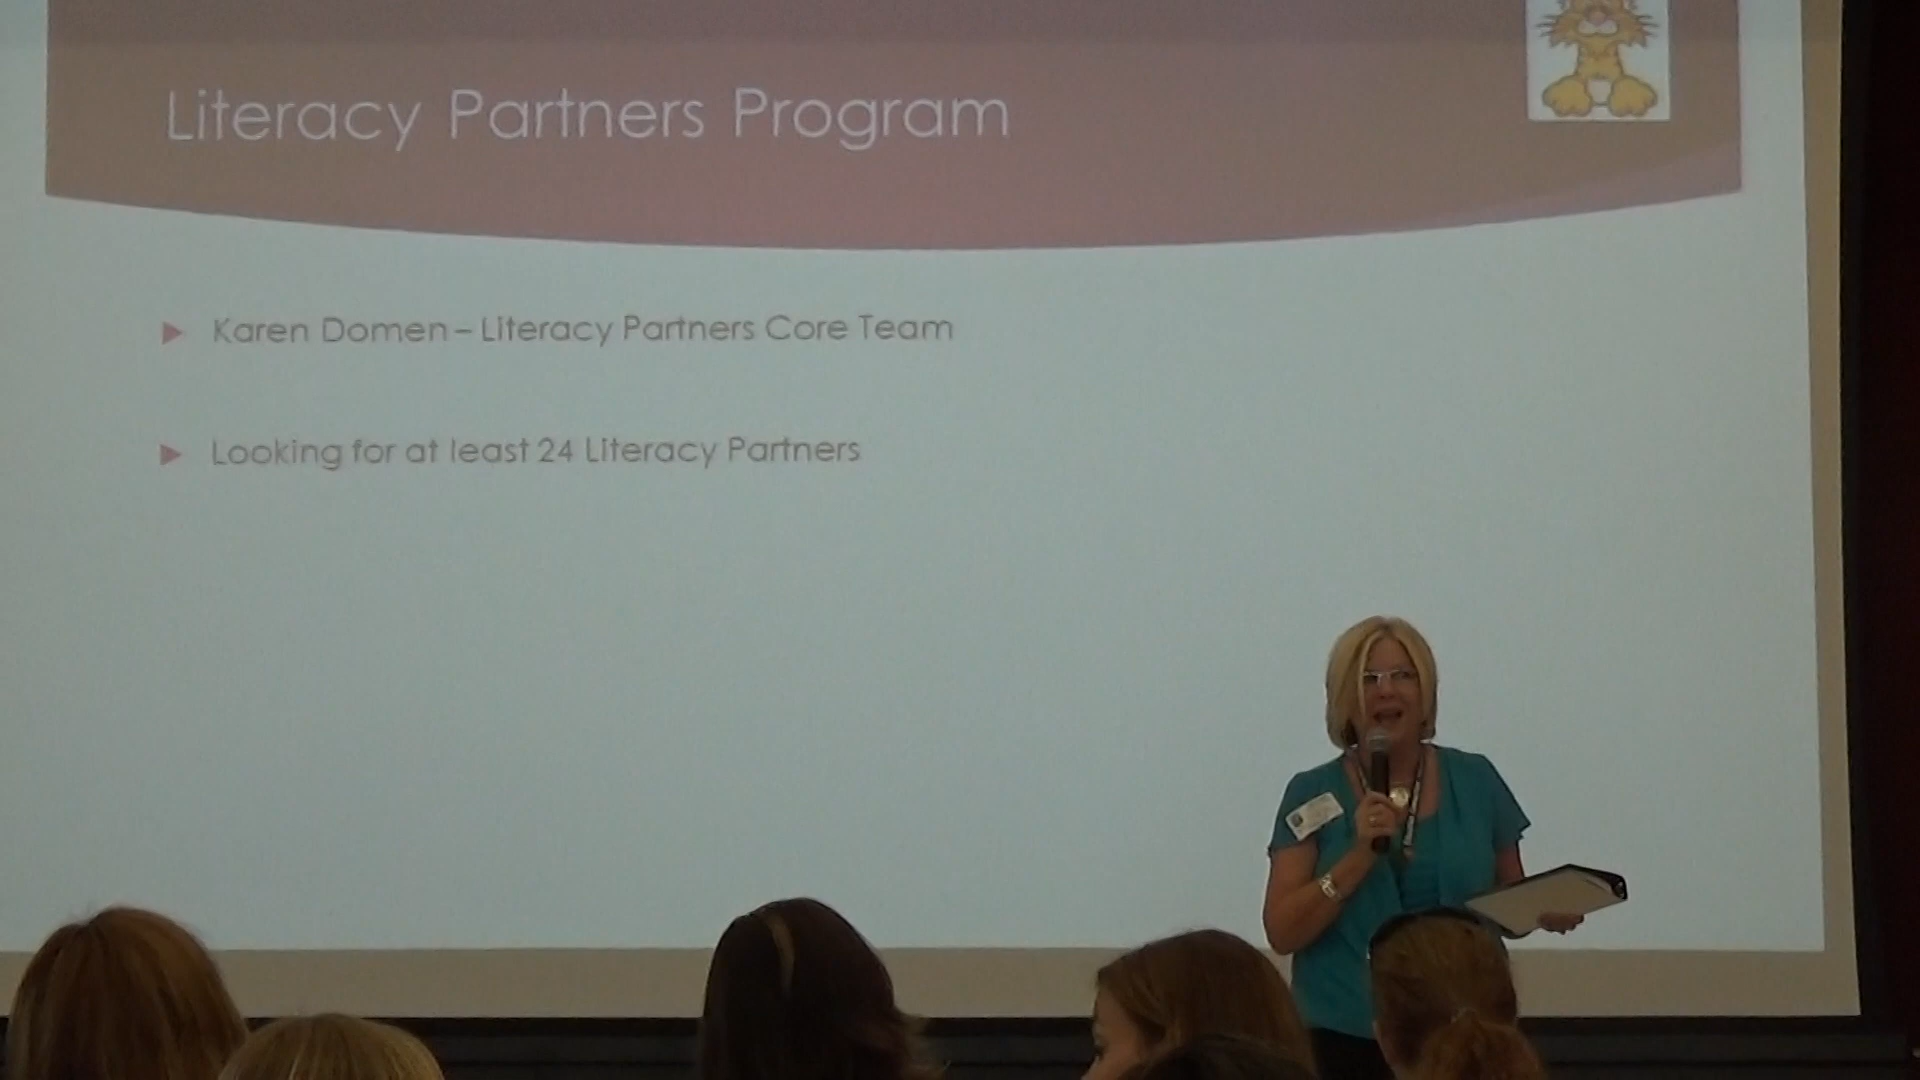 Literacy Partners Program
Karen Domen – Literacy Partners Core Team
Looking for at least 24 Literacy Partners